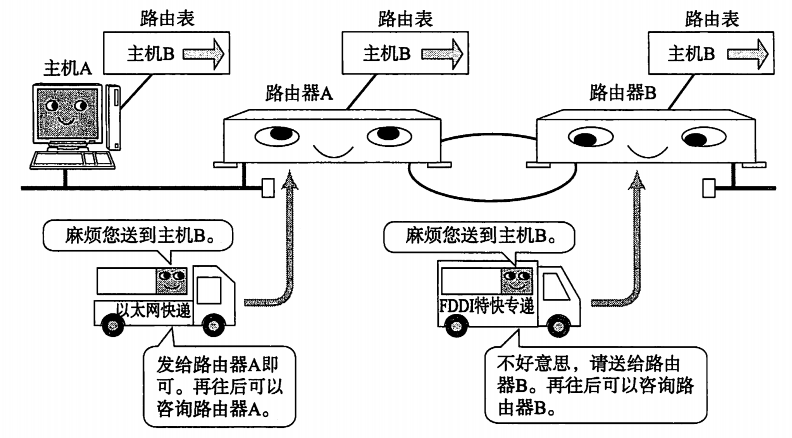 路由表
主机B
路由表
主机B
路由表
主机B
主机A
路由器A
路由器B
麻烦您送到主机B。
以太网快递
发给路由器A即
可。再往后可以
咨询路由器A。
麻烦您送到主机B。
FDDI特快专递
不好意思，请送给路由
器B。再往后可以咨询路
由器B。